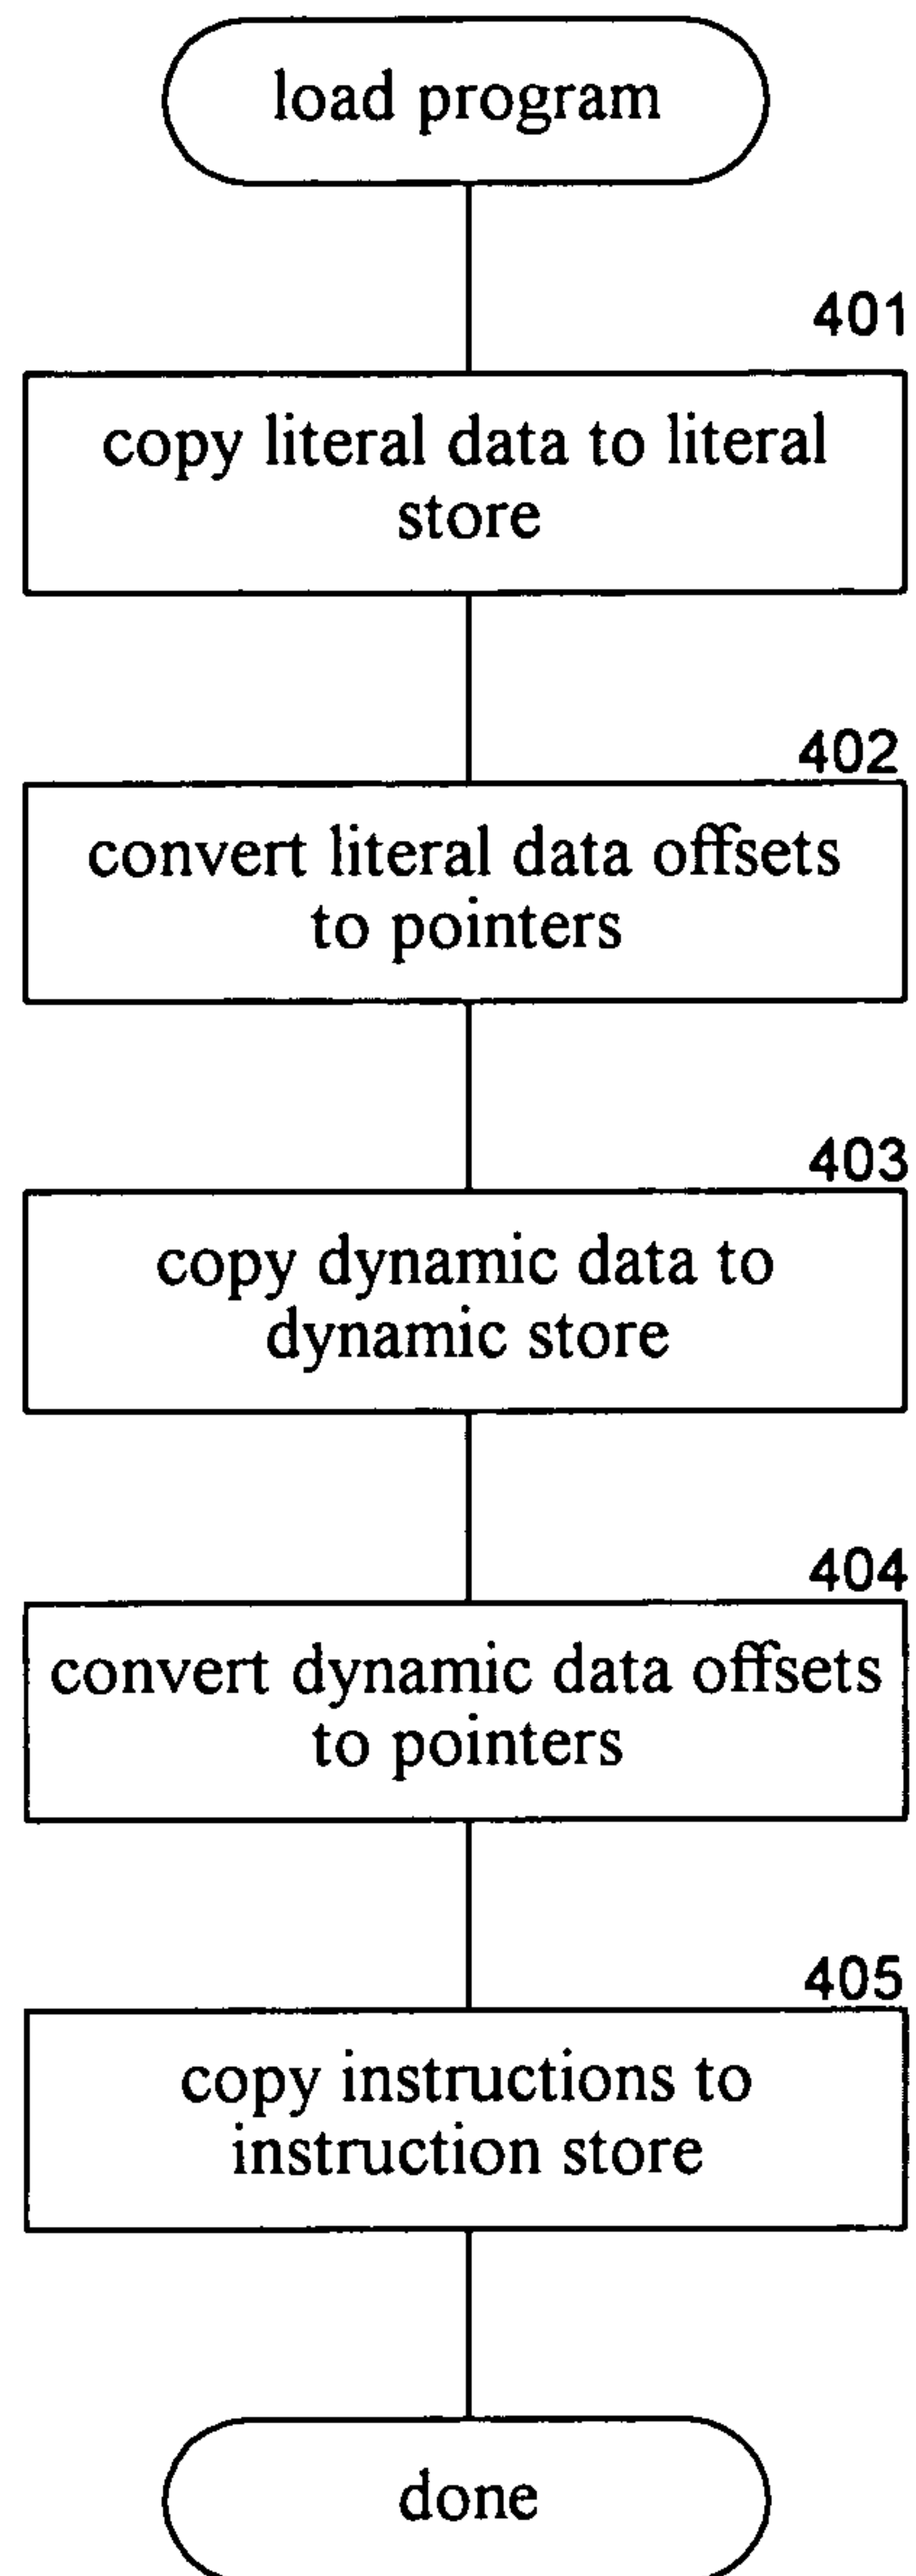 load program
401
copy literal data to literal
store
402
convert literal data offsets
to pointers
403
copy dynamic data to
dynamic store
404
convert dynamic data offsets
to pointers
405
copy instructions to
instruction store
done